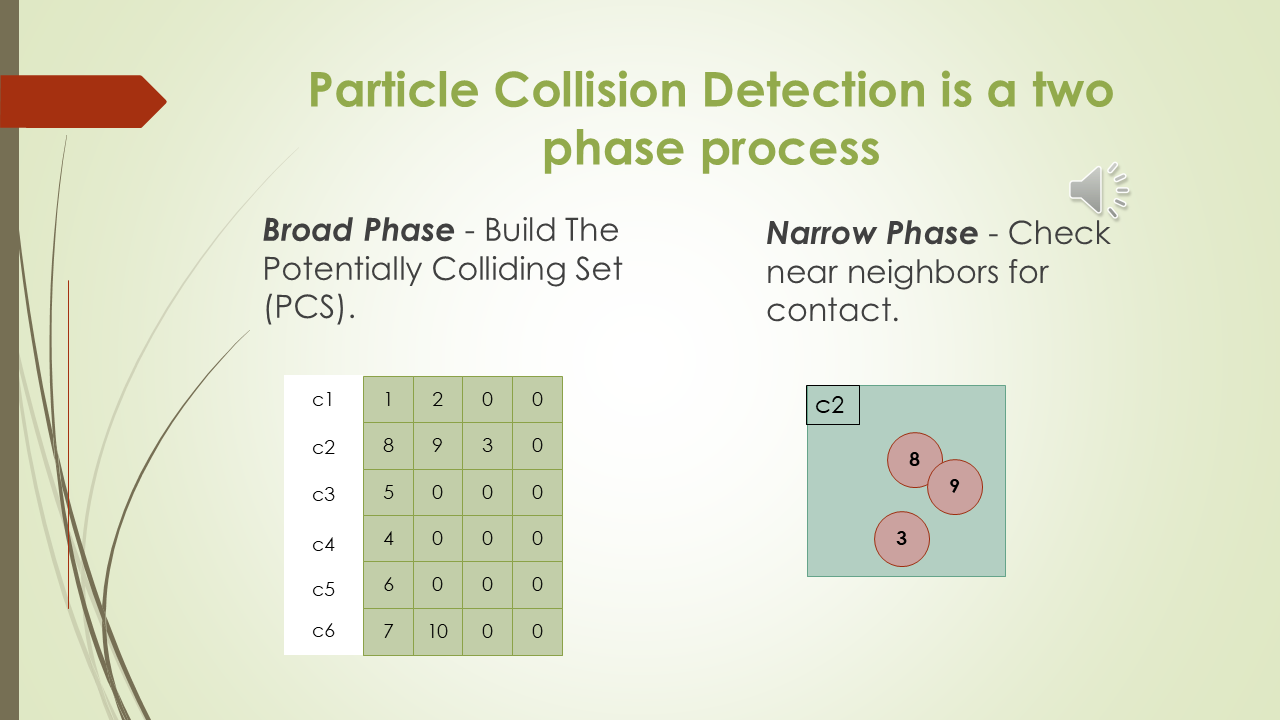 Particle Collision Detection is a two
phase process
Broad Phase - Build The
Potentially Colliding Set
(PCS).
Narrow Phase - Check
near neighbors for
contact.
c1 1 2 0 0
c2 8 9 3 0
c3 5 0 0 0
c4 4 0 0 0
c5 6 0 0 0
c6 7 10 0 0
c2
8
9
3